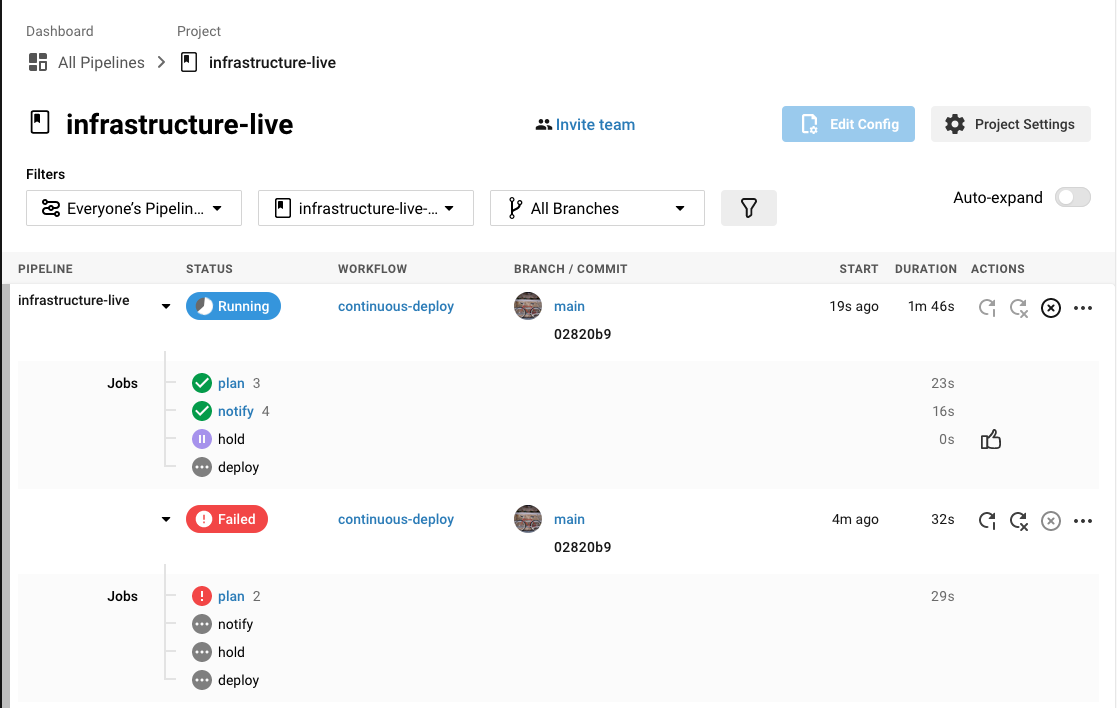 Dashboard Project
All Pipelines infrastructure-live
infrastructure-live Invite team Edit Config Project Settings
Filters
Everyone's Pipelin... infrastructure-live-... All Branches Auto-expand
PIPELINE STATUS WORKFLOW BRANCH / COMMIT START DURATION ACTIONS
infrastructure-live Running continuous-deploy main 19s ago 1m 46s
02820b9
Jobs plan 3 23s
notify 4 16s
hold 0s
deploy
Failed continuous-deploy main 4m ago 32s
02820b9
Jobs plan 2 29s
notify
hold
deploy